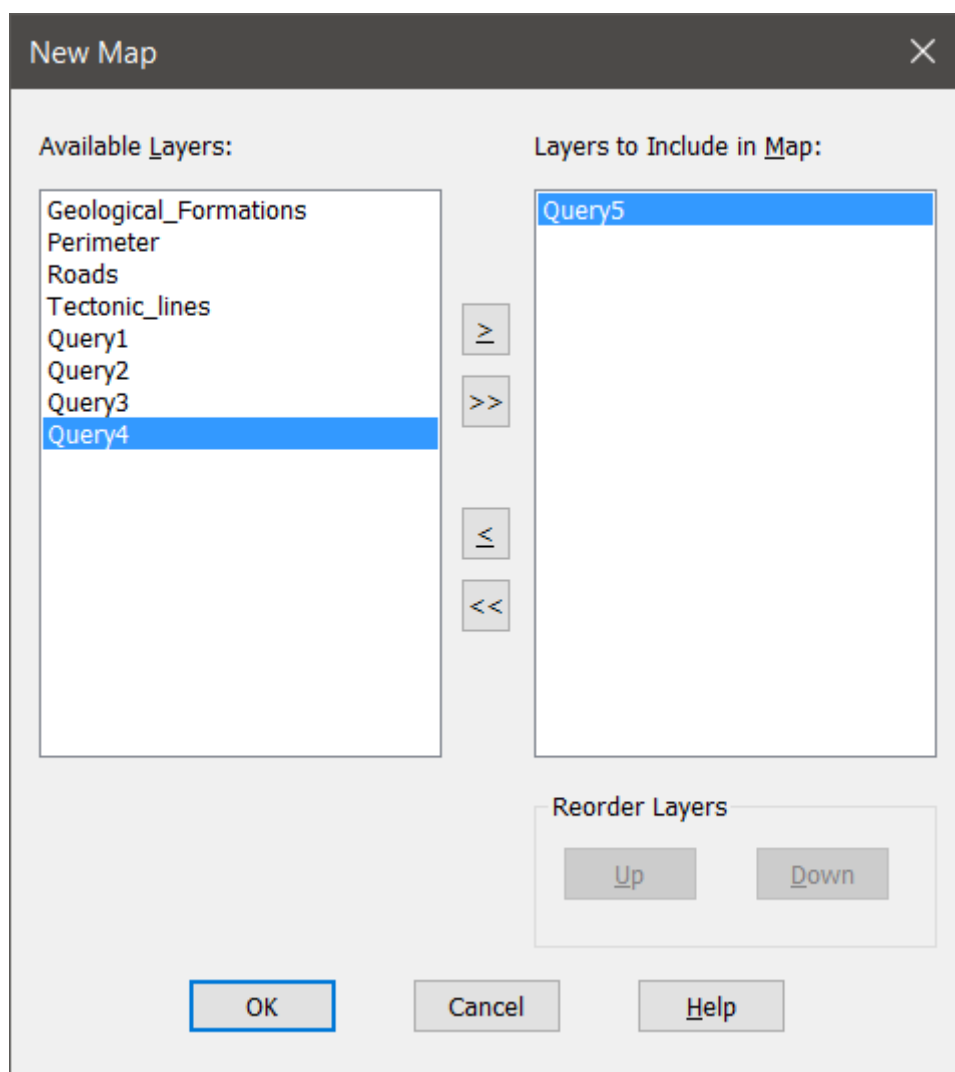 New Map
Available Layers:
Geological_Formations
Perimeter
Roads
Tectonic_lines
Query1
Query2
Query3
Query4
>
>>
<
<<
Layers to Include in Map:
Query5
Reorder Layers
Up
Down
OK
Cancel
Help